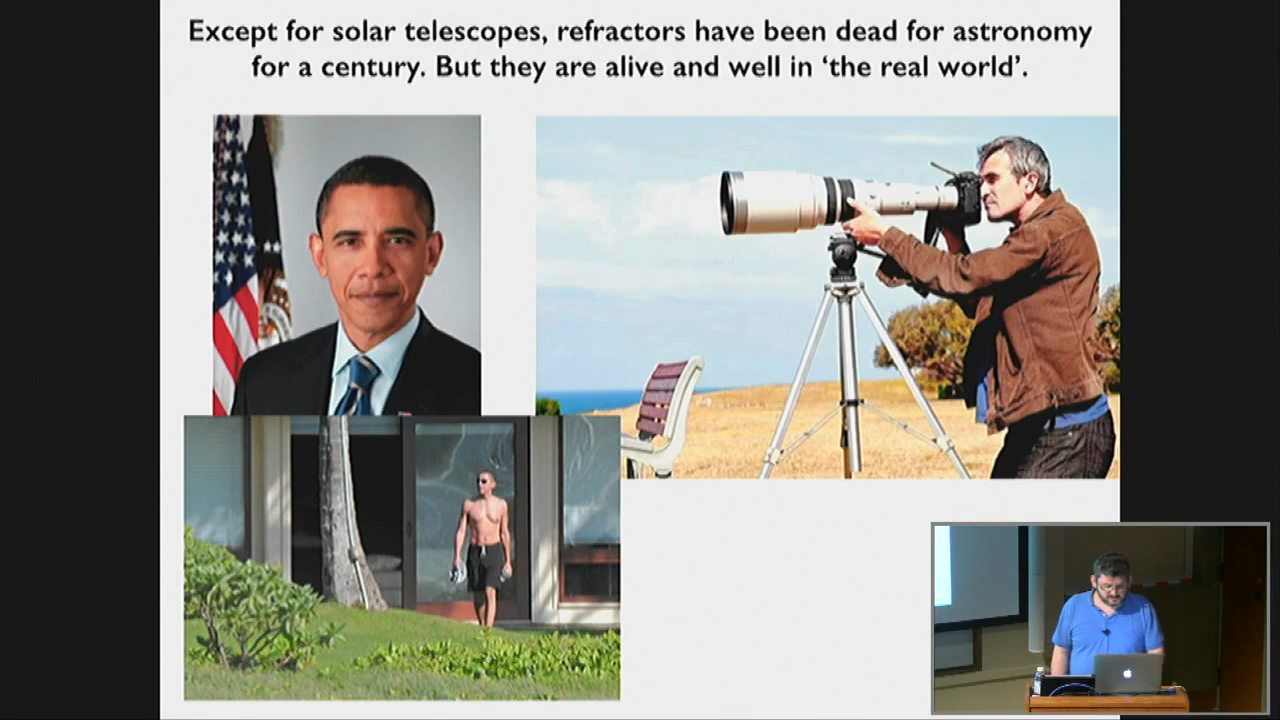 Except for solar telescopes, refractors have been dead for astronomy
for a century. But they are alive and well in ‘the real world’.